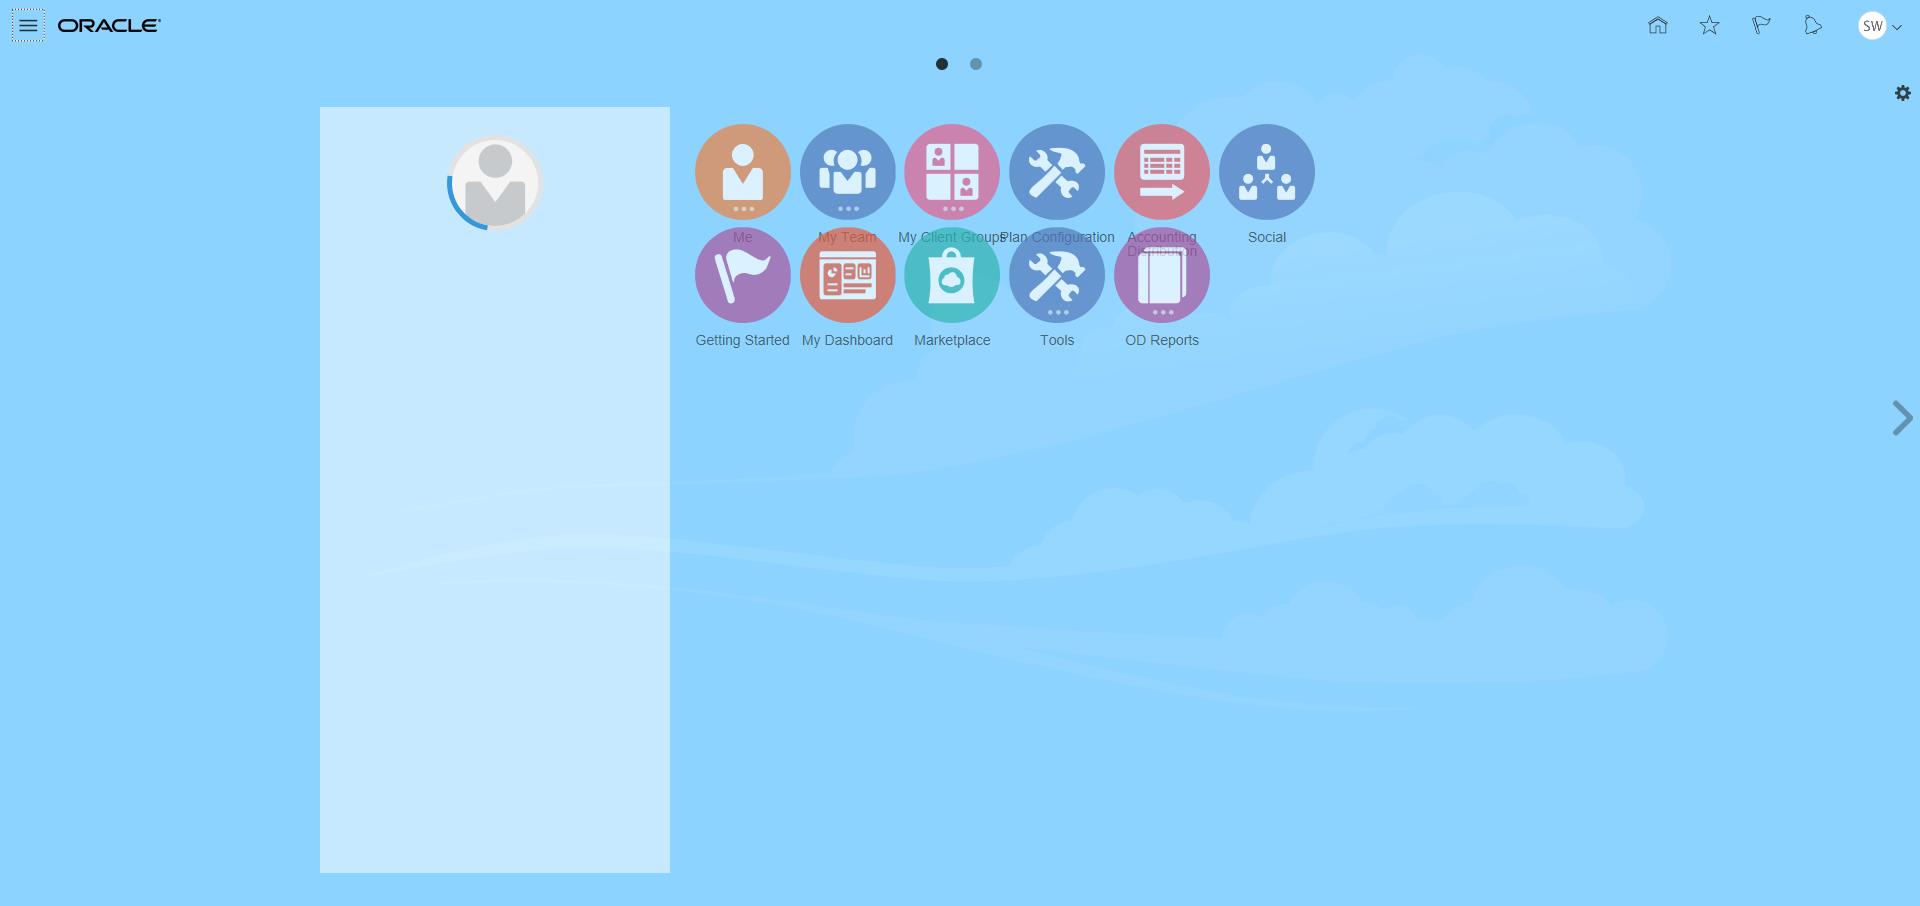 ORACLE
SW
Me
My Team
My Client Groups
Plan Configuration
Accounting
Distribution
Social
Getting Started
My Dashboard
Marketplace
Tools
OD Reports